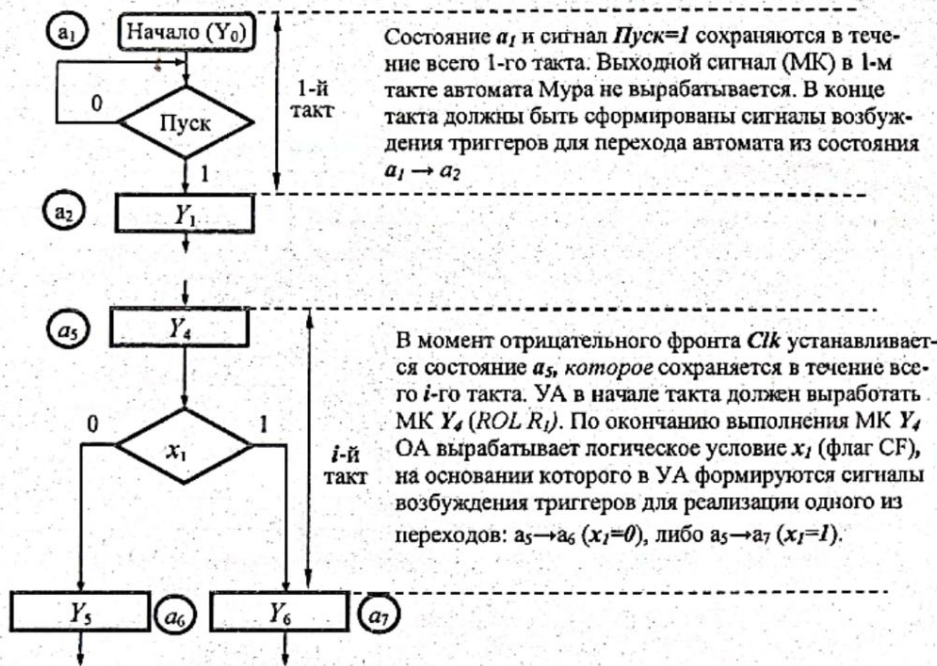 a₁
Начало (Y₀)
0
Пуск
1
1-й
такт
a₂
Y₁
Состояние a₁ и сигнал Пуск=1 сохраняются в тече-
ние всего 1-го такта. Выходной сигнал (МК) в 1-м
такте автомата Мура не вырабатывается. В конце
такта должны быть сформированы сигналы возбуж-
дения триггеров для перехода автомата из состояния
a₁ → a₂
a₅
Y₄
0
1
x₁
i-й
такт
Y₅
a₆
Y₆
a₇
В момент отрицательного фронта Clk устанавливает-
ся состояние a₅, которое сохраняется в течение все-
го i-го такта. УА в начале такта должен выработать
МК Y₄ (ROL R₁). По окончанию выполнения МК Y₄
ОА вырабатывает логическое условие x₁ (флаг CF),
на основании которого в УА формируются сигналы
возбуждения триггеров для реализации одного из
переходов: a₅→a₆ (x₁=0), либо a₅→a₇ (x₁=1).